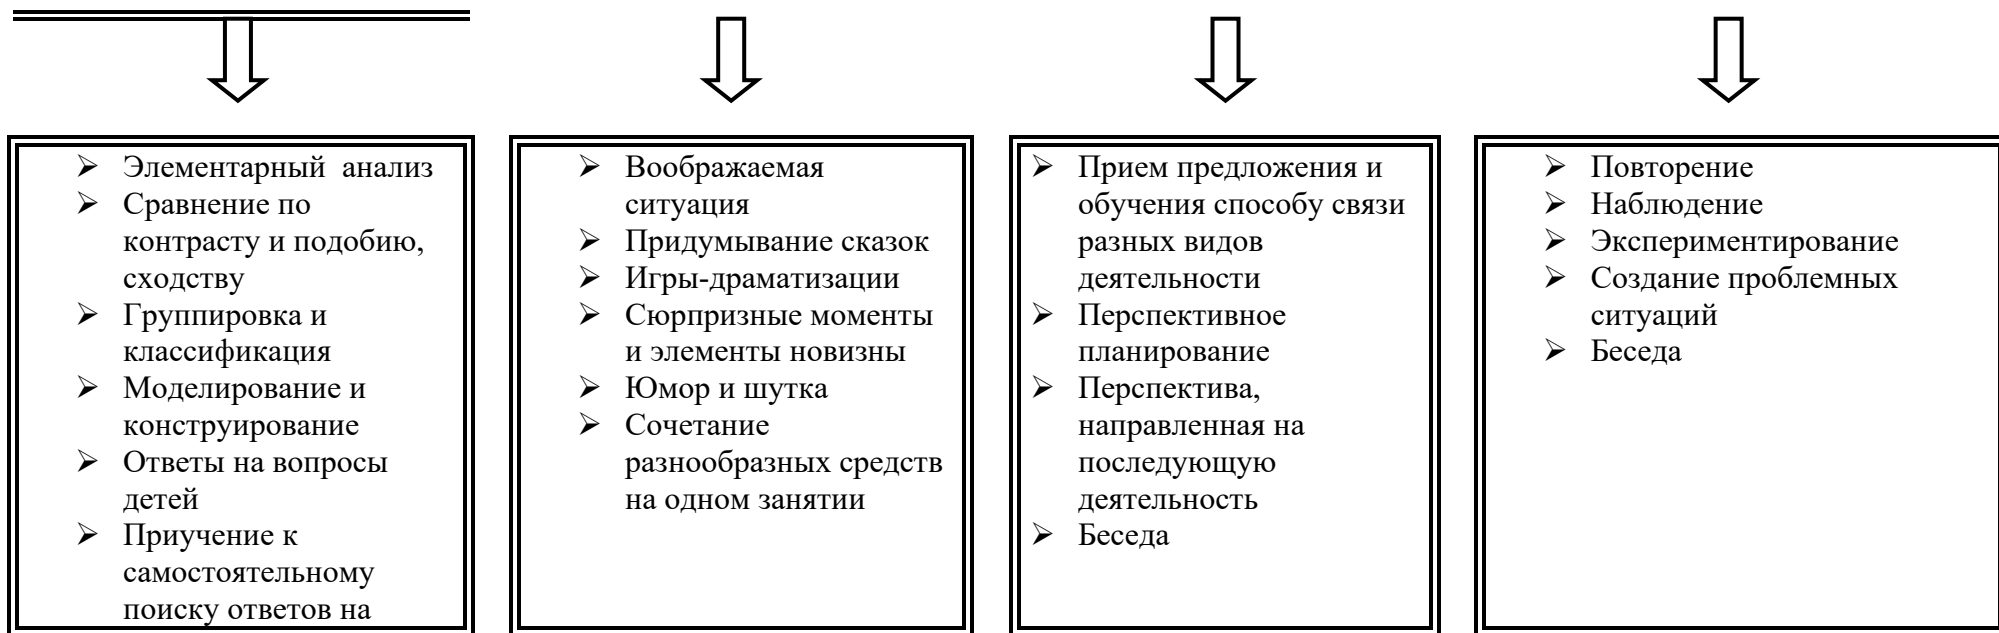 Элементарный анализ
Сравнение по
контрасту и подобию,
сходству
Группировка и
классификация
Моделирование и
конструирование
Ответы на вопросы
детей
Приучение к
самостоятельному
поиску ответов на
Воображаемая
ситуация
Придумывание сказок
Игры-драматизации
Сюрпризные моменты
и элементы новизны
Юмор и шутка
Сочетание
разнообразных средств
на одном занятии
Прием предложения и
обучения способу связи
разных видов
деятельности
Перспективное
планирование
Перспектива,
направленная на
последующую
деятельность
Беседа
Повторение
Наблюдение
Экспериментирование
Создание проблемных
ситуаций
Беседа